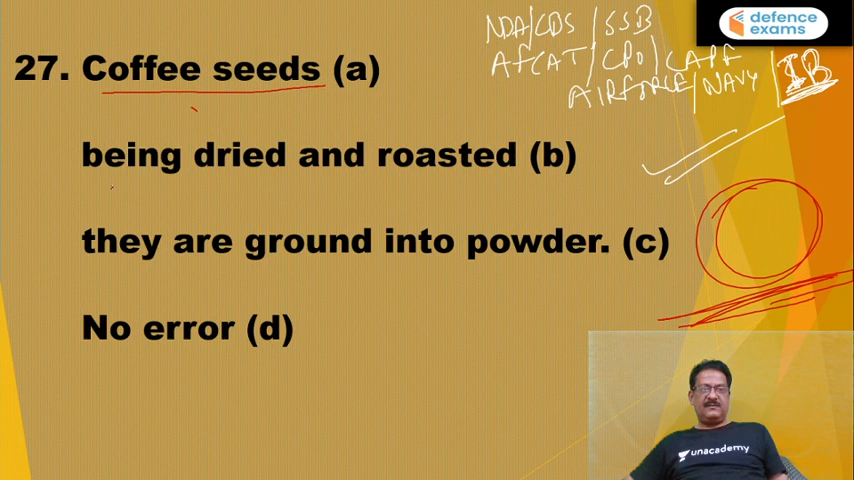 NDA/CDS/SSB
AFCAT/CPO/CAPF
AIRFORCE/NAVY/IB
defence
exams
27. Coffee seeds (a)
being dried and roasted (b)
they are ground into powder. (c)
No error (d)
unacademy